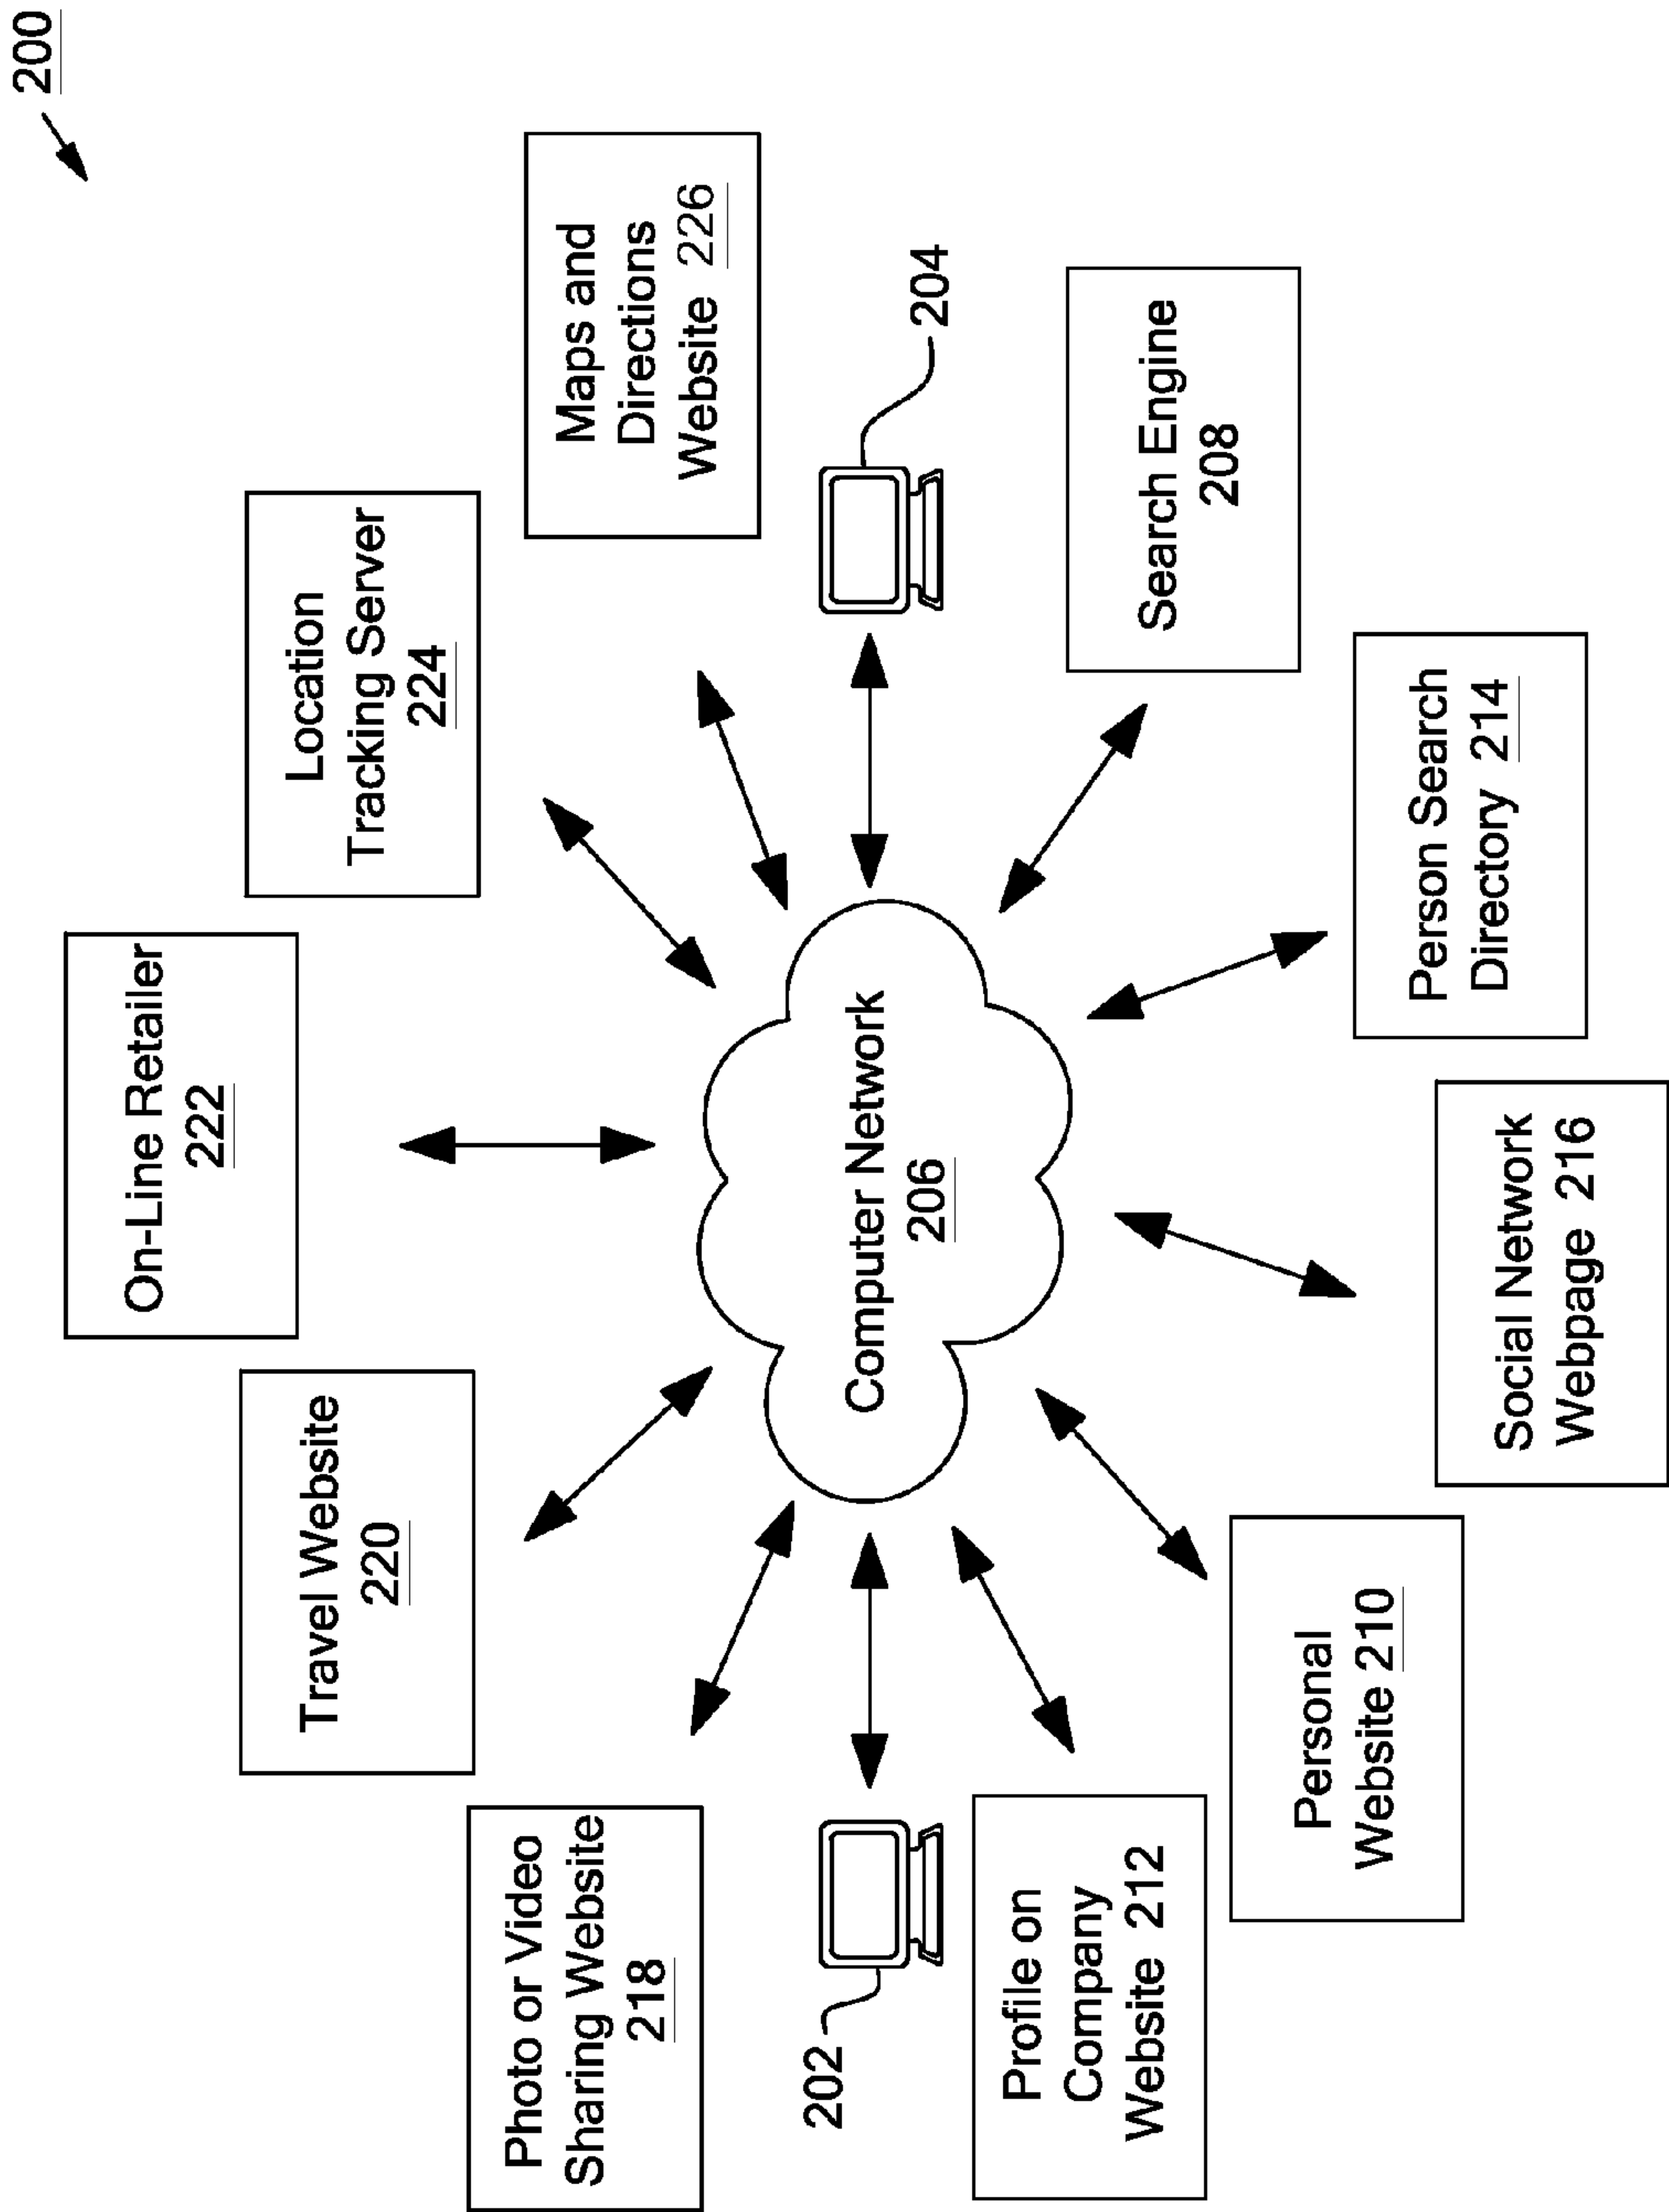 200
On-Line Retailer
222
Travel Website
220
Location
Tracking Server
224
Photo or Video
Sharing Website
218
Maps and
Directions
Website 226
202
Computer Network
206
204
Profile on
Company
Website 212
Search Engine
208
Personal
Website 210
Person Search
Directory 214
Social Network
Webpage 216